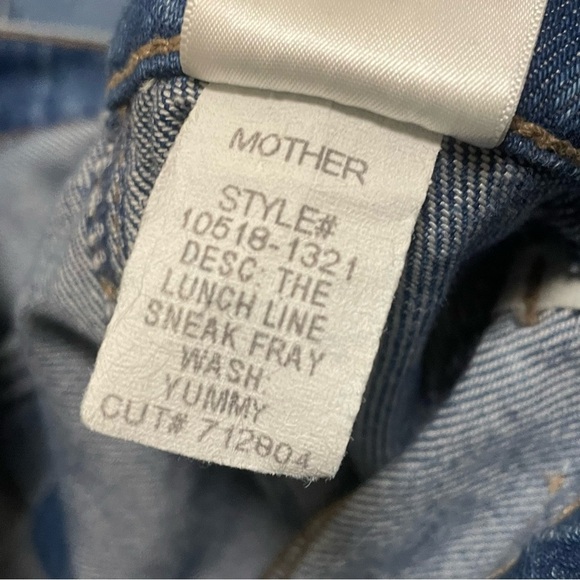 MOTHER
STYLE#
10518-1321
DESC: THE
LUNCH LINE
SNEAK FRAY
WASH:
YUMMY
CUT# 712804